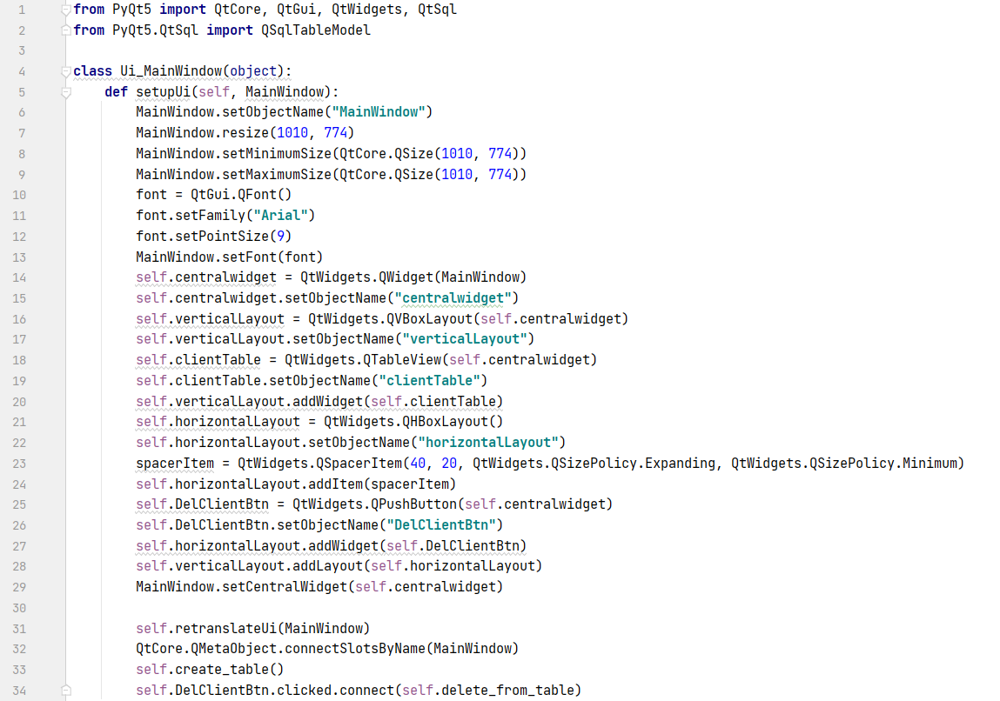 1 from PyQt5 import QtCore, QtGui, QtWidgets, QtSql
2 from PyQt5.QtSql import QSqlTableModel
3
4 class Ui_MainWindow(object):
5     def setupUi(self, MainWindow):
6         MainWindow.setObjectName("MainWindow")
7         MainWindow.resize(1010, 774)
8         MainWindow.setMinimumSize(QtCore.QSize(1010, 774))
9         MainWindow.setMaximumSize(QtCore.QSize(1010, 774))
10         font = QtGui.QFont()
11         font.setFamily("Arial")
12         font.setPointSize(9)
13         MainWindow.setFont(font)
14         self.centralwidget = QtWidgets.QWidget(MainWindow)
15         self.centralwidget.setObjectName("centralwidget")
16         self.verticalLayout = QtWidgets.QVBoxLayout(self.centralwidget)
17         self.verticalLayout.setObjectName("verticalLayout")
18         self.clientTable = QtWidgets.QTableView(self.centralwidget)
19         self.clientTable.setObjectName("clientTable")
20         self.verticalLayout.addWidget(self.clientTable)
21         self.horizontalLayout = QtWidgets.QHBoxLayout()
22         self.horizontalLayout.setObjectName("horizontalLayout")
23         spacerItem = QtWidgets.QSpacerItem(40, 20, QtWidgets.QSizePolicy.Expanding, QtWidgets.QSizePolicy.Minimum)
24         self.horizontalLayout.addItem(spacerItem)
25         self.DelClientBtn = QtWidgets.QPushButton(self.centralwidget)
26         self.DelClientBtn.setObjectName("DelClientBtn")
27         self.horizontalLayout.addWidget(self.DelClientBtn)
28         self.verticalLayout.addLayout(self.horizontalLayout)
29         MainWindow.setCentralWidget(self.centralwidget)
30
31         self.retranslateUi(MainWindow)
32         QtCore.QMetaObject.connectSlotsByName(MainWindow)
33         self.create_table()
34         self.DelClientBtn.clicked.connect(self.delete_from_table)